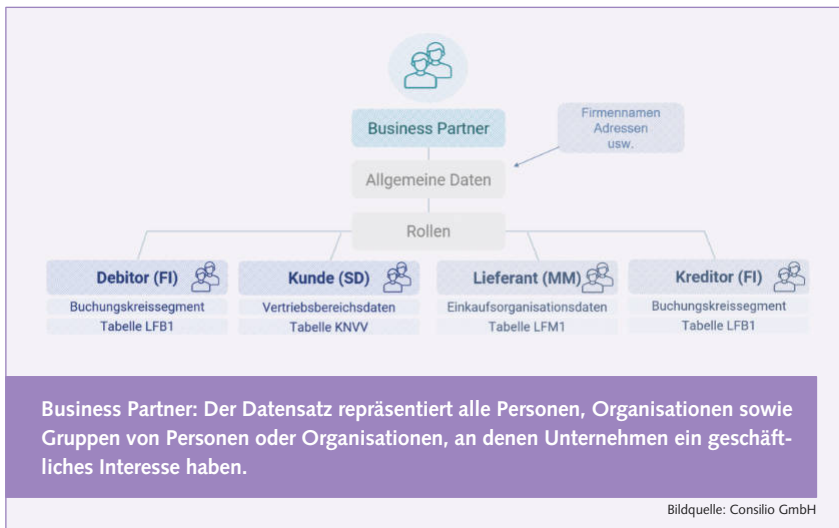 Business Partner
Firmennamen
Adressen
usw.
Allgemeine Daten
Rollen
Debitor (FI)
Buchungskreissegment
Tabelle LFB1
Kunde (SD)
Vertriebsbereichsdaten
Tabelle KNVV
Lieferant (MM)
Einkaufsorganisationsdaten
Tabelle LFM1
Kreditor (FI)
Buchungskreissegment
Tabelle LFB1
Business Partner: Der Datensatz repräsentiert alle Personen, Organisationen sowie
Gruppen von Personen oder Organisationen, an denen Unternehmen ein geschäft-
liches Interesse haben.
Bildquelle: Consilio GmbH